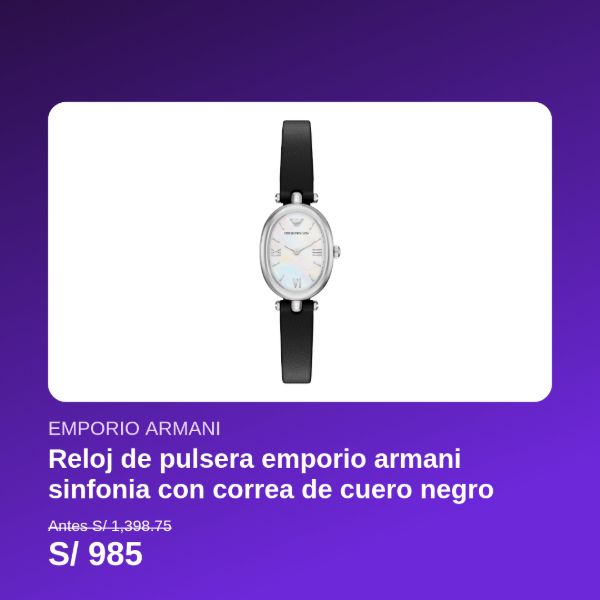 EMPORIO ARMANI
Reloj de pulsera emporio armani
sinfonia con correa de cuero negro
Antes S/ 1,398.75
S/ 985